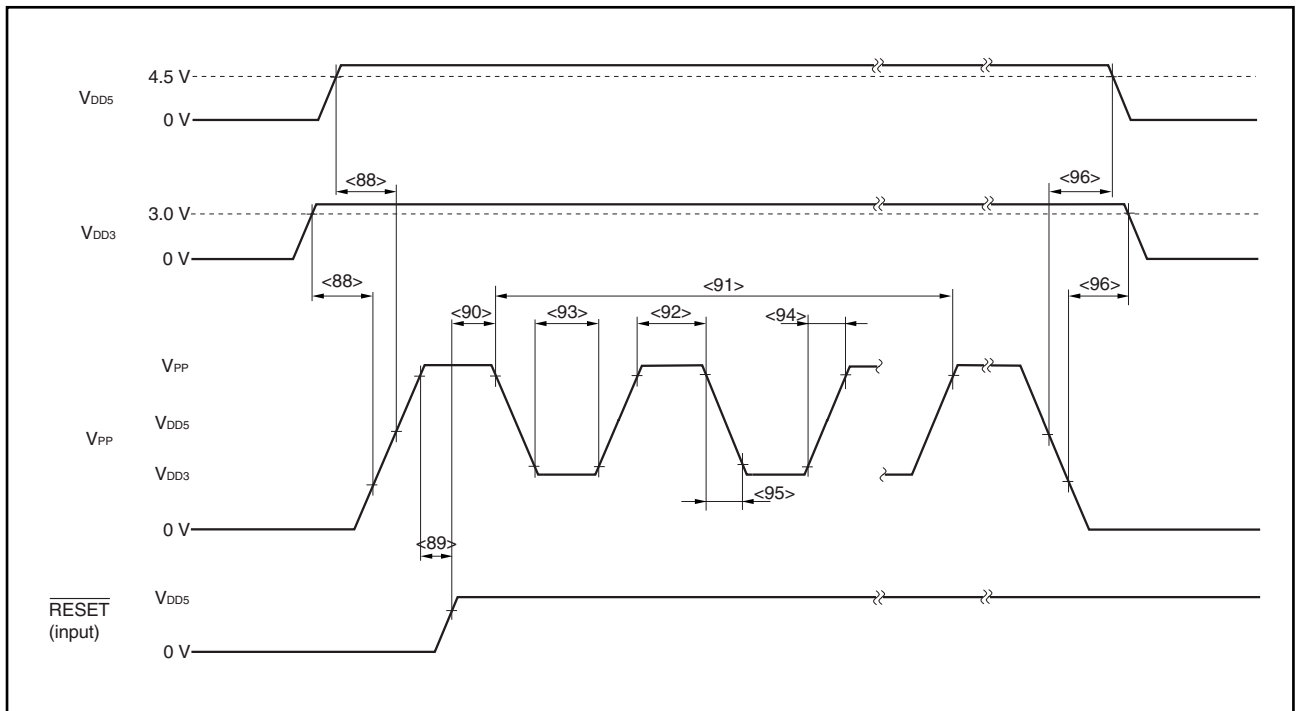 4.5 V
VDD5
0 V
<88>
<96>
3.0 V
VDD3
0 V
<88>
<91>
<96>
<90>
<93>
<92>
<94>
VPP
VDD5
VPP
VDD3
<95>
0 V
<89>
VDD5
RESET
(input)
0 V